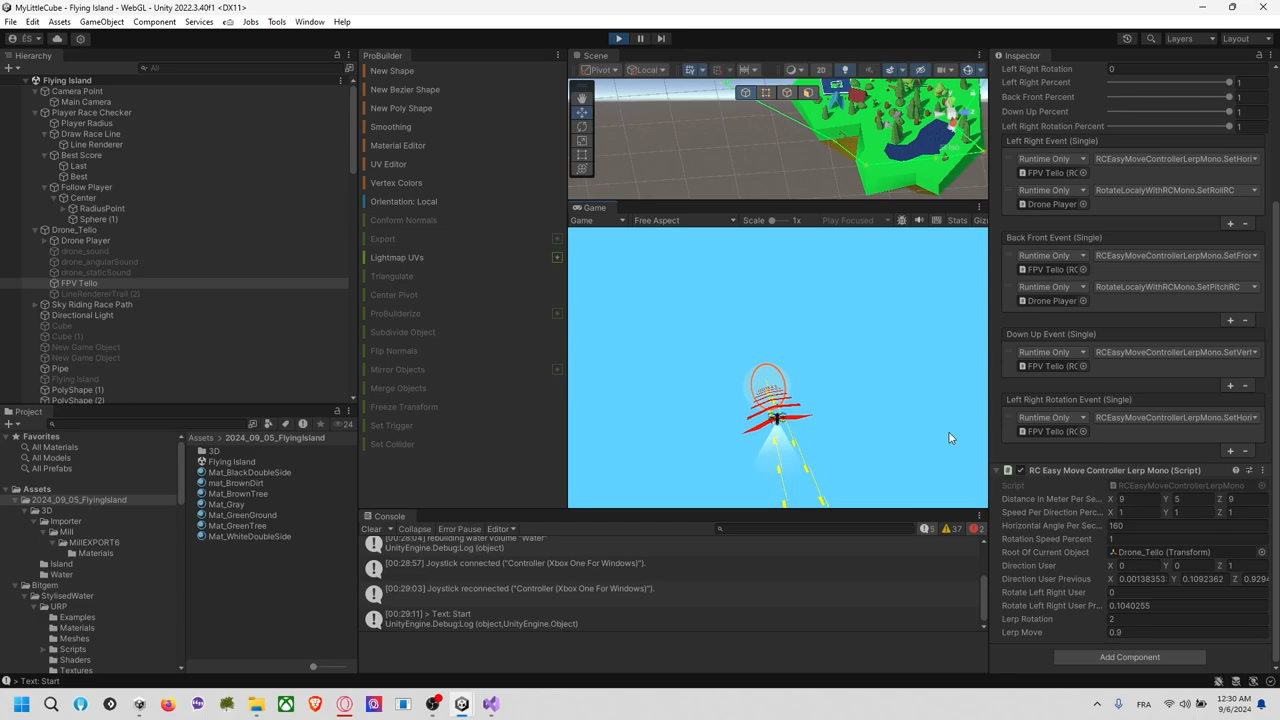 MyLittleCube - Flying Island - WebGL - Unity 2022.3.40f1 <DX11>
File Edit Assets GameObject Component Services Jobs Tools Window Help
ÉS
Layers Layout
Hierarchy
All
Flying Island
Camera Point
Main Camera
Player Race Checker
Player Radius
Draw Race Line
Line Renderer
Best Score
Last
Best
Follow Player
Center
RadiusPoint
Sphere (1)
Drone_Tello
Drone Player
drone_sound
drone_angularSound
drone_staticSound
FPV Tello
LineRendererTrail (2)
Sky Riding Race Path
Directional Light
Cube
Cube (1)
New Game Object
New Game Object
Pipe
Flying Island
PolyShape (1)
PolyShape (2)
ProBuilder
New Shape
New Bezier Shape
New Poly Shape
Smoothing
Material Editor
UV Editor
Vertex Colors
Orientation: Local
Conform Normals
Export
Lightmap UVs
Triangulate
Center Pivot
ProBuilderize
Subdivide Object
Flip Normals
Mirror Objects
Merge Objects
Freeze Transform
Set Trigger
Set Collider
Scene
Pivot Local 2D
Game
Game Free Aspect Scale 1x Play Focused Stats Giz
Inspector
Left Right Rotation 0
Left Right Percent 1
Back Front Percent 1
Down Up Percent 1
Left Right Rotation Percent 1
Left Right Event (Single)
Runtime Only RCEasyMoveControllerLerpMono.SetHori
FPV Tello (RC
Runtime Only RotateLocalyWithRCMono.SetRollRC
Drone Player
Back Front Event (Single)
Runtime Only RCEasyMoveControllerLerpMono.SetFron
FPV Tello (RC
Runtime Only RotateLocalyWithRCMono.SetPitchRC
Drone Player
Down Up Event (Single)
Runtime Only RCEasyMoveControllerLerpMono.SetVert
FPV Tello (RC
Left Right Rotation Event (Single)
Runtime Only RCEasyMoveControllerLerpMono.SetHori
FPV Tello (RC
RC Easy Move Controller Lerp Mono (Script)
Script RCEasyMoveControllerLerpMono
Distance In Meter Per Se.. X 9 Y 5 Z 9
Speed Per Direction Perc.. X 1 Y 1 Z 1
Horizontal Angle Per Sec.. 160
Rotation Speed Percent 1
Root Of Current Object Drone_Tello (Transform)
Direction User X 0 Y 0 Z 1
Direction User Previous X 0.00138353 Y 0.1092362 Z 0.9294
Rotate Left Right User 0
Rotate Left Right User Pr.. 0.1040255
Lerp Rotation 2
Lerp Move 0.9
Add Component
Project
24
Favorites
All Materials
All Models
All Prefabs
Assets
2024_09_05_FlyingIsland
3D
Importer
Mill
MillEXPORT6
Materials
Island
Water
Bitgem
StylisedWater
URP
Examples
Materials
Meshes
Scripts
Shaders
Textures
Assets > 2024_09_05_FlyingIsland
3D
Flying Island
Mat_BlackDoubleSide
mat_BrownDirt
Mat_BrownTree
Mat_Gray
Mat_GreenGround
Mat_GreenTree
Mat_WhiteDoubleSide
Console
Clear Collapse Error Pause Editor 5 37 2
[00:28:04] rebuilding water volume "Water"
UnityEngine.Debug:Log (object)
[00:28:57] Joystick connected ("Controller (Xbox One For Windows)").
[00:29:03] Joystick reconnected ("Controller (Xbox One For Windows)").
[00:29:11] > Text: Start
UnityEngine.Debug:Log (object,UnityEngine.Object)
> Text: Start
FRA
12:30 AM
9/6/2024